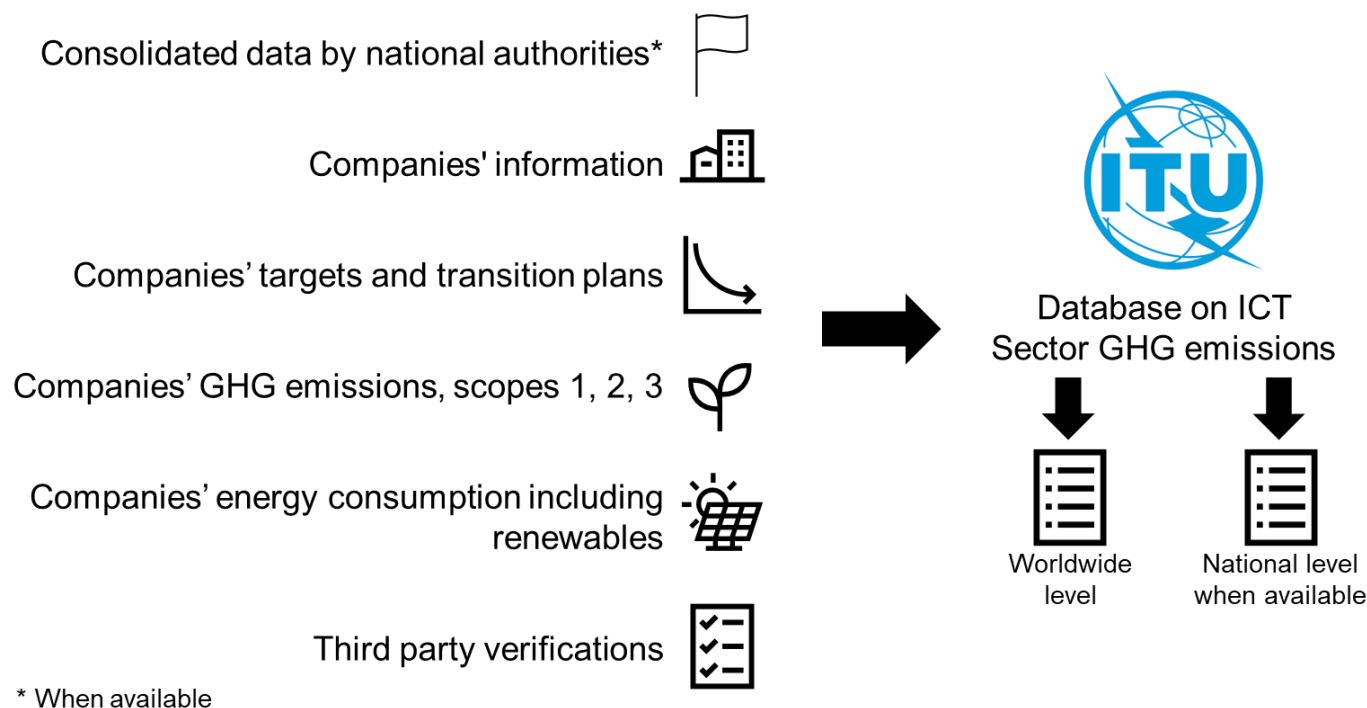 Consolidated data by national authorities*
Companies' information
Companies’ targets and transition plans
Companies’ GHG emissions, scopes 1, 2, 3
Companies’ energy consumption including
renewables
Third party verifications
* When available
ITU
Database on ICT
Sector GHG emissions
Worldwide
level
National level
when available